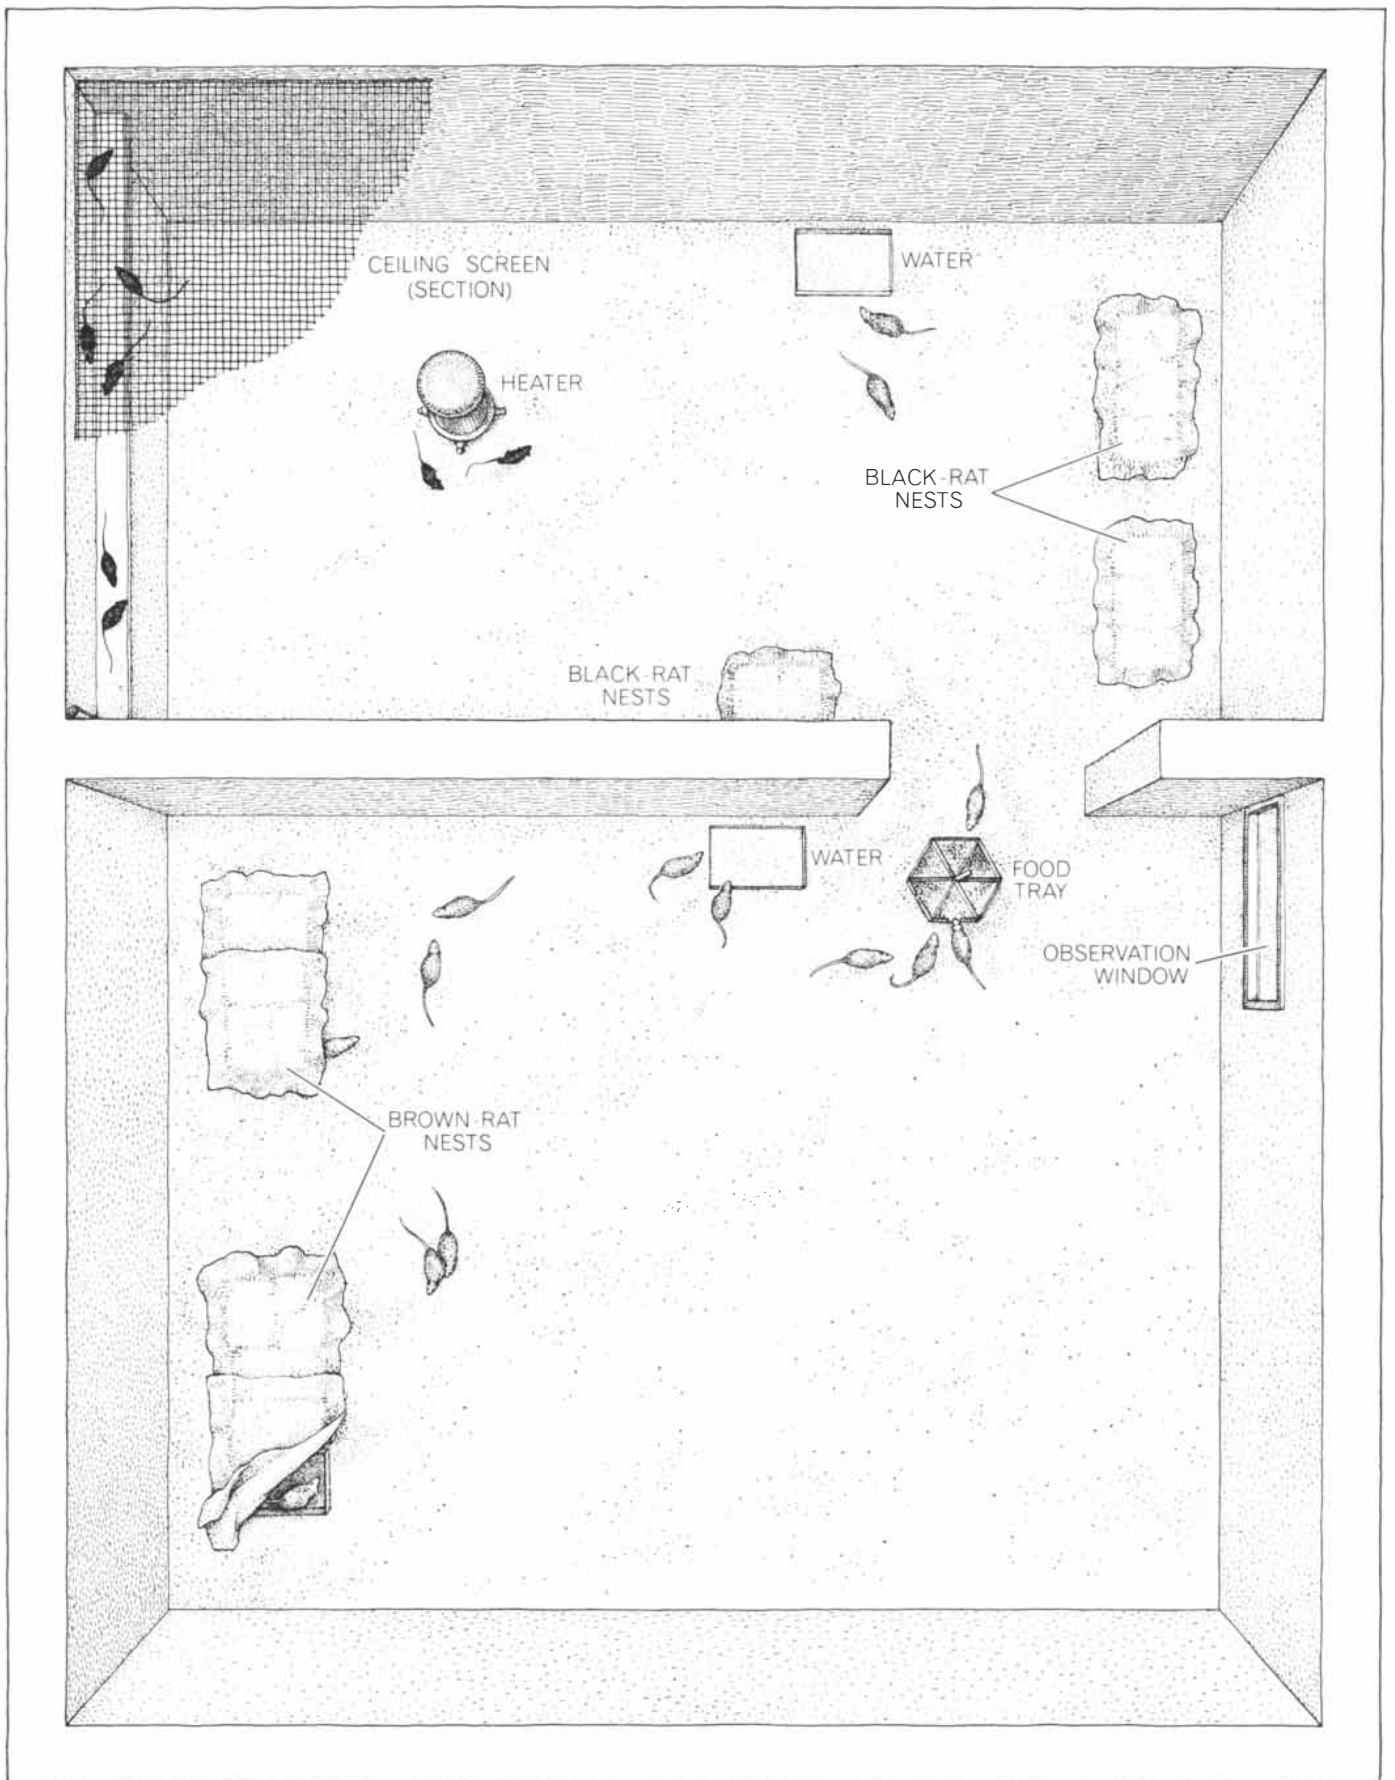 CEILING SCREEN
(SECTION)
WATER
HEATER
BLACK-RAT
NESTS
BLACK-RAT
NESTS
WATER
FOOD
TRAY
OBSERVATION
WINDOW
BROWN-RAT
NESTS